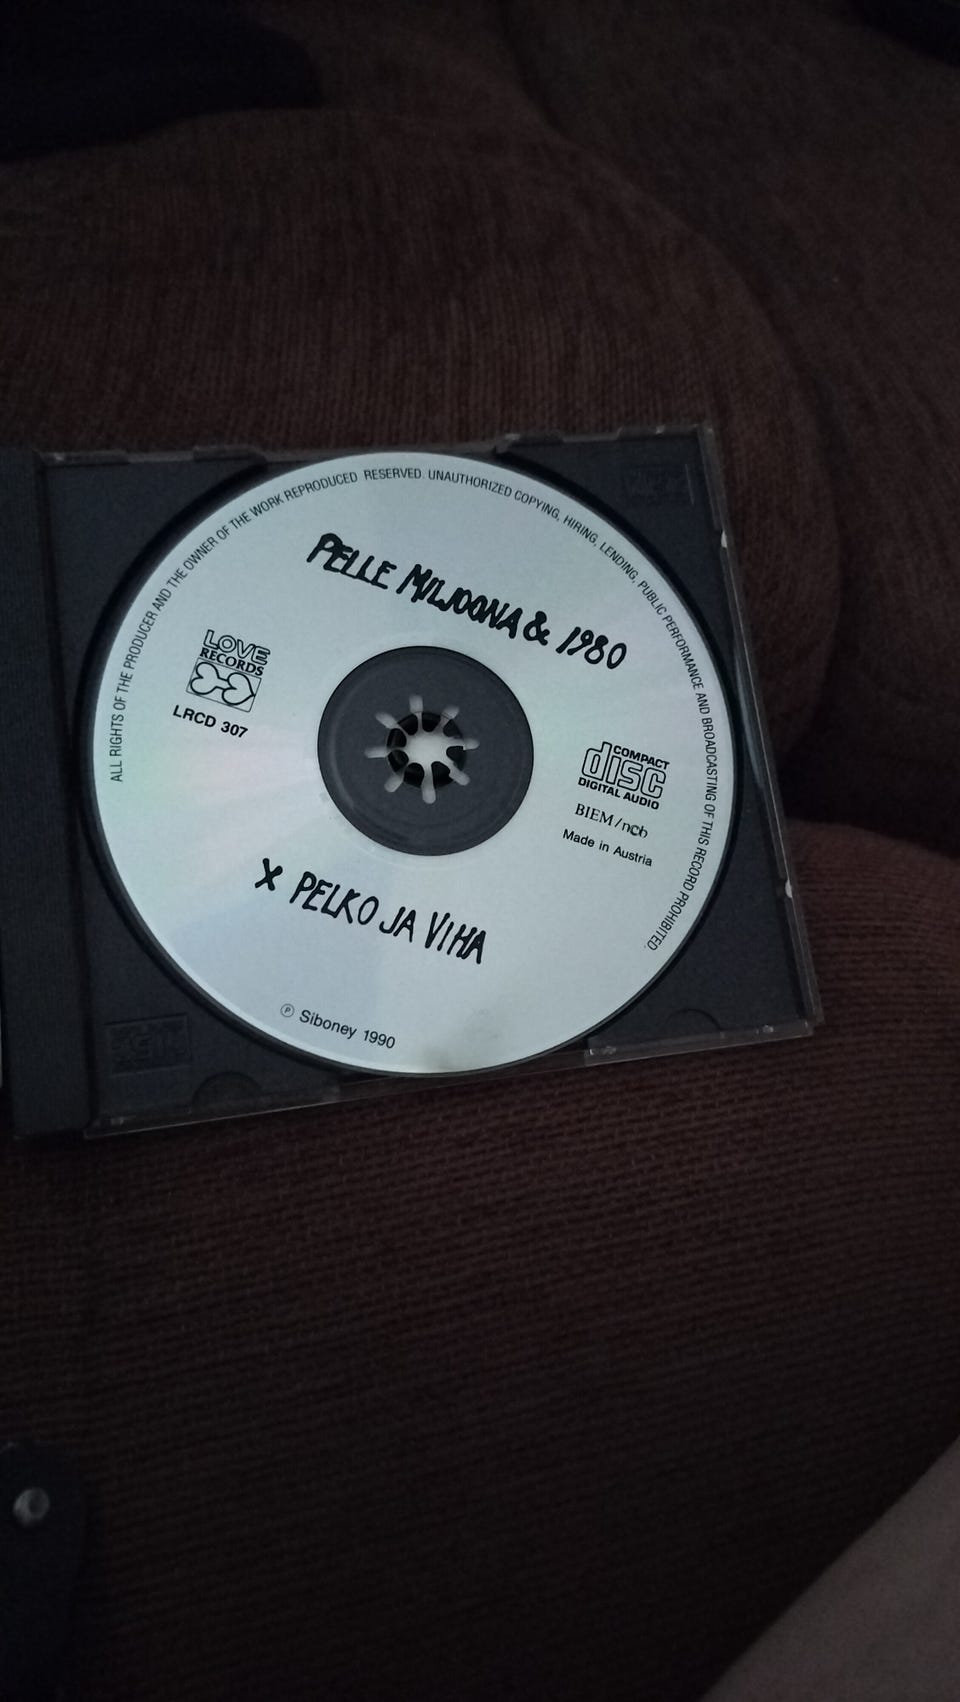 ALL RIGHTS OF THE PRODUCER AND THE OWNER OF THE WORK REPRODUCED RESERVED. UNAUTHORIZED COPYING, HIRING, LENDING, PUBLIC PERFORMANCE AND BROADCASTING OF THIS RECORD PROHIBITED.
PELLE MILJOONA & 1980
LOVE
RECORDS
LRCD 307
COMPACT
disc
DIGITAL AUDIO
BIEM/ncb
Made in Austria
X PELKO JA VIHA
Ⓟ Siboney 1990